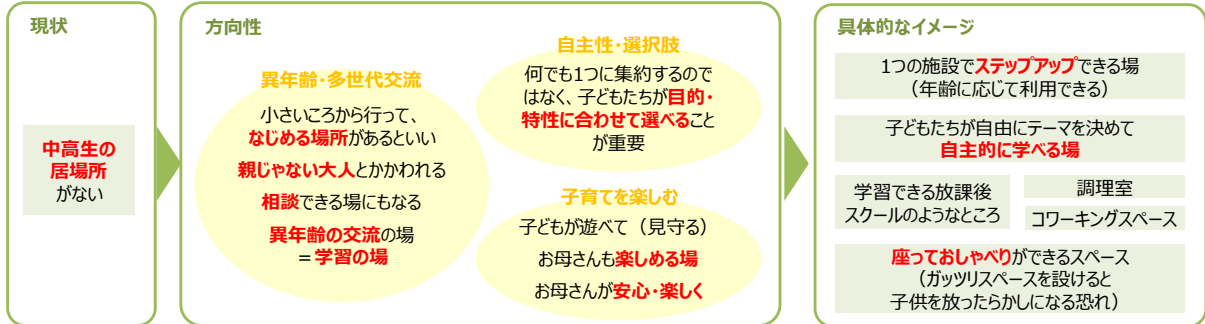 現状
中高生の
居場所
がない
方向性
異年齢・多世代交流
小さいころから行って、
なじめる場所があるといい
親じゃない大人とかかわれる
相談できる場にもなる
異年齢の交流の場
＝学習の場
自主性・選択肢
何でも1つに集約するので
はなく、子どもたちが目的・
特性に合わせて選べること
が重要
子育てを楽しむ
子どもが遊べて（見守る）
お母さんも楽しめる場
お母さんが安心・楽しく
具体的なイメージ
1つの施設でステップアップできる場
（年齢に応じて利用できる）
子どもたちが自由にテーマを決めて
自主的に学べる場
学習できる放課後
スクールのようなところ
調理室
コワーキングスペース
座っておしゃべりができるスペース
（ガッツリスペースを設けると
子供を放ったらかしになる恐れ）